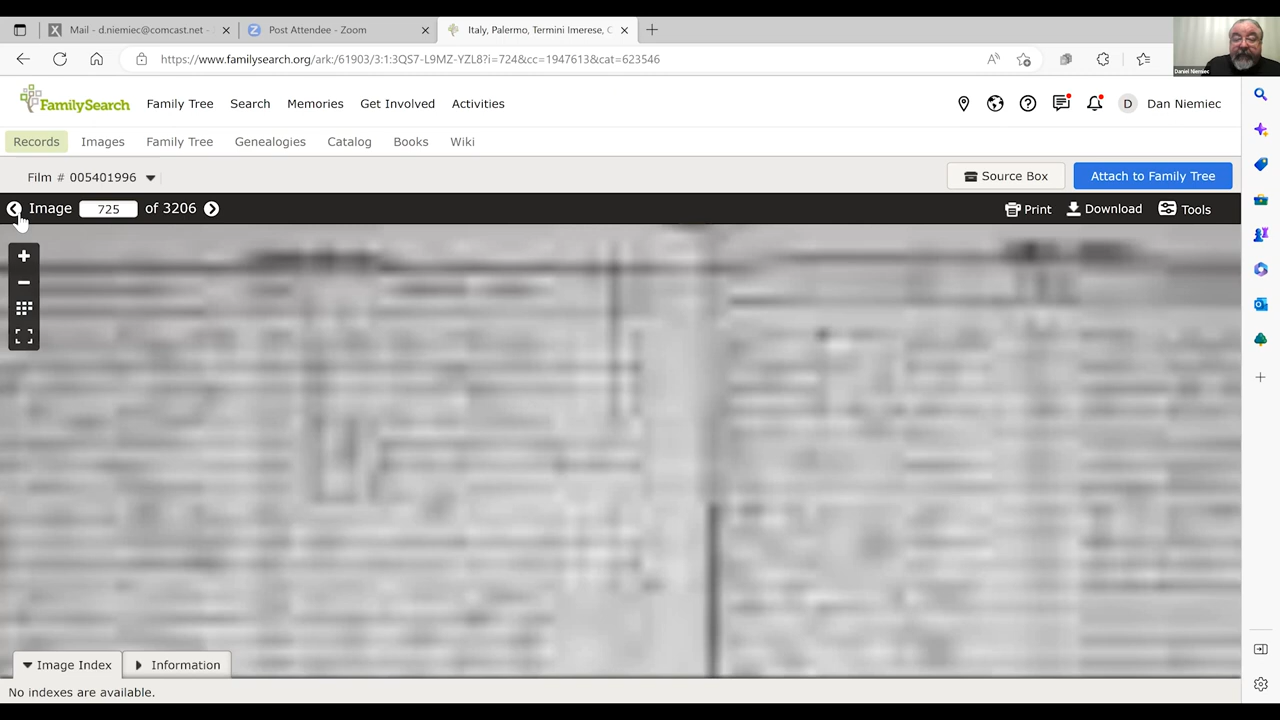 Mail - d.niemiec@comcast.net -
Post Attendee - Zoom
Italy, Palermo, Termini Imerese, C
https://www.familysearch.org/ark:/61903/3:1:3QS7-L9MZ-YZL8?i=724&cc=1947613&cat=623546
Daniel Niemiec
FamilySearch Family Tree Search Memories Get Involved Activities D Dan Niemiec
Records Images Family Tree Genealogies Catalog Books Wiki
Film # 005401996 Source Box Attach to Family Tree
Image 725 of 3206 Print Download Tools
Image Index Information
No indexes are available.